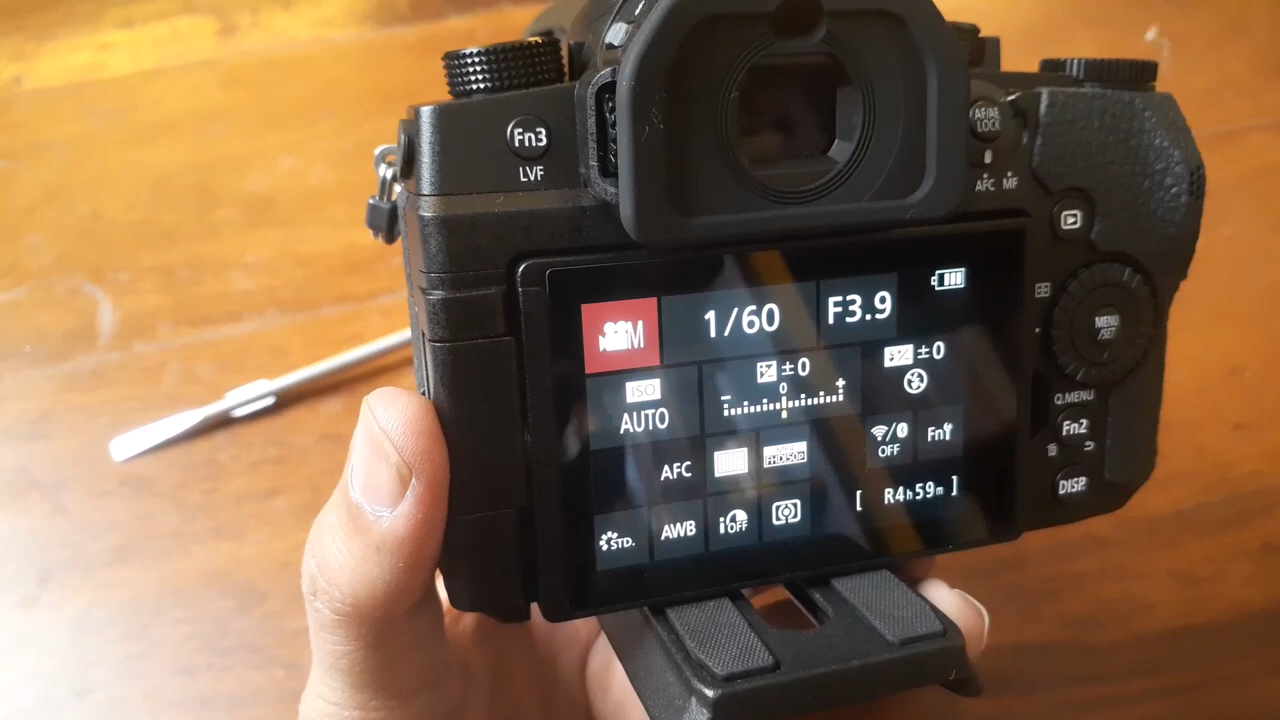 Fn3
LVF
AF/AE
LOCK
AFC MF
M
1/60
F3.9
ISO
AUTO
±0
0
±0
AFC
FHD50p
OFF
Fn
[ R4h59m ]
STD.
AWB
i OFF
MENU
/SET
Q.MENU
Fn2
DISP.